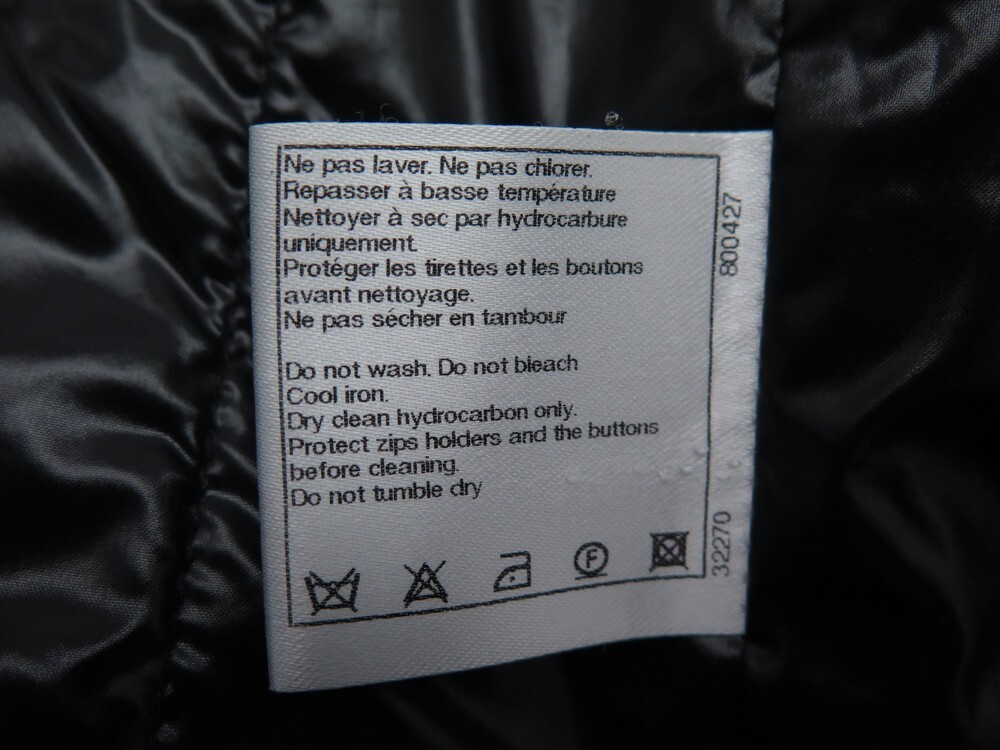 Ne pas laver. Ne pas chlorer.
Repasser à basse température
Nettoyer à sec par hydrocarbure
uniquement.
Protéger les tirettes et les boutons
avant nettoyage.
Ne pas sécher en tambour
Do not wash. Do not bleach
Cool iron.
Dry clean hydrocarbon only.
Protect zips holders and the buttons
before cleaning.
Do not tumble dry
F
800427
32270